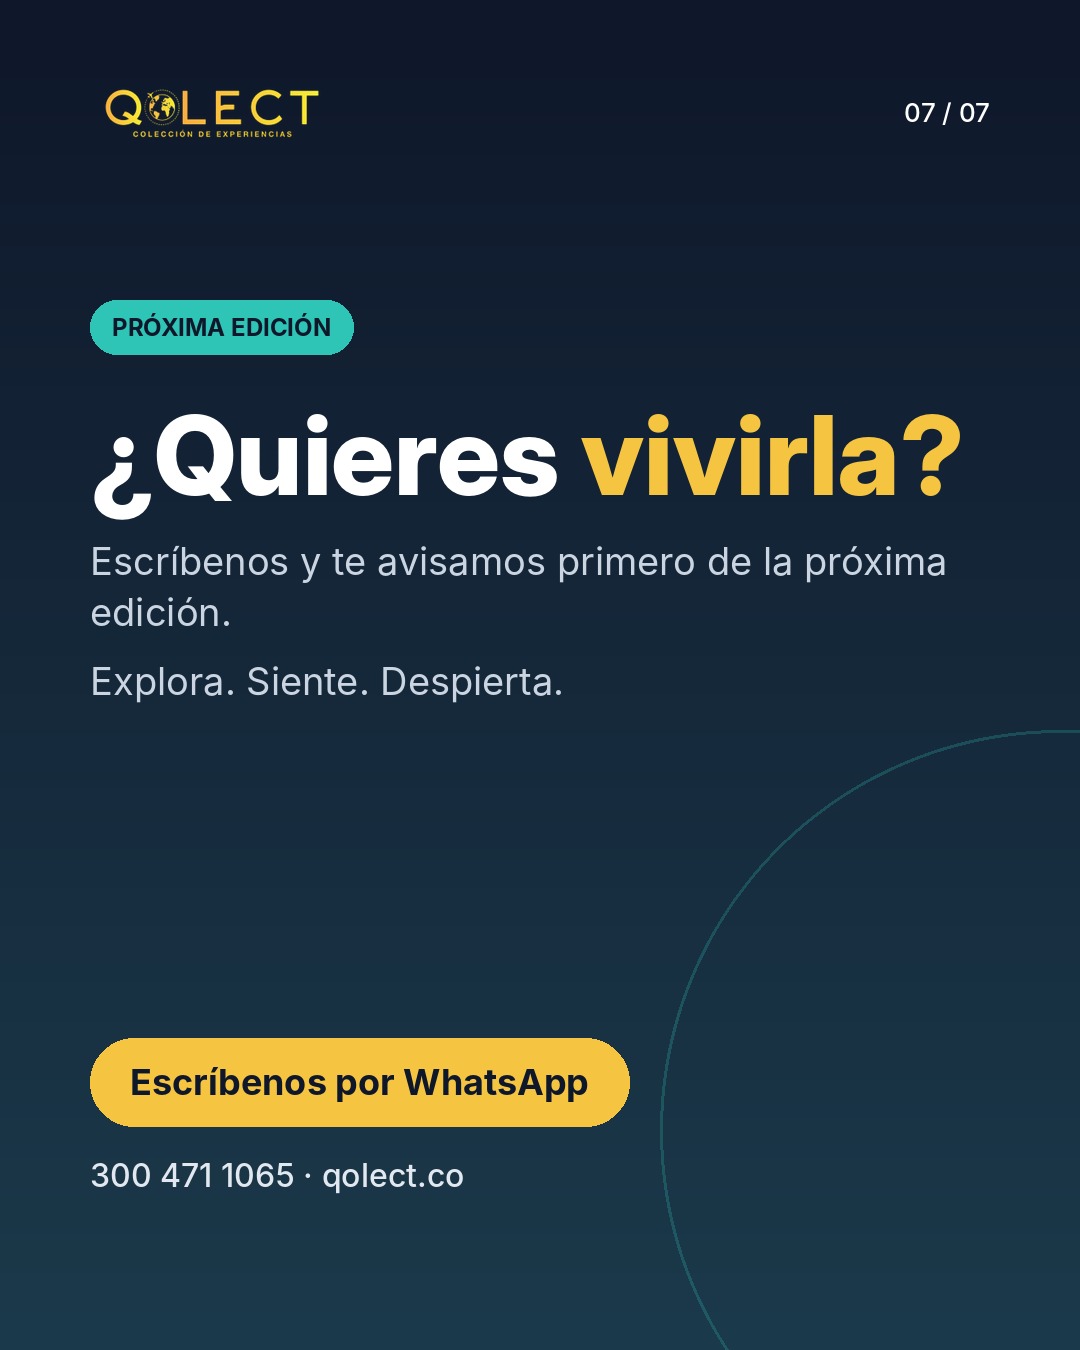 QOLECT
COLECCIÓN DE EXPERIENCIAS
07 / 07
PRÓXIMA EDICIÓN
¿Quieres vivirla?
Escríbenos y te avisamos primero de la próxima
edición.
Explora. Siente. Despierta.
Escríbenos por WhatsApp
300 471 1065 · qolect.co